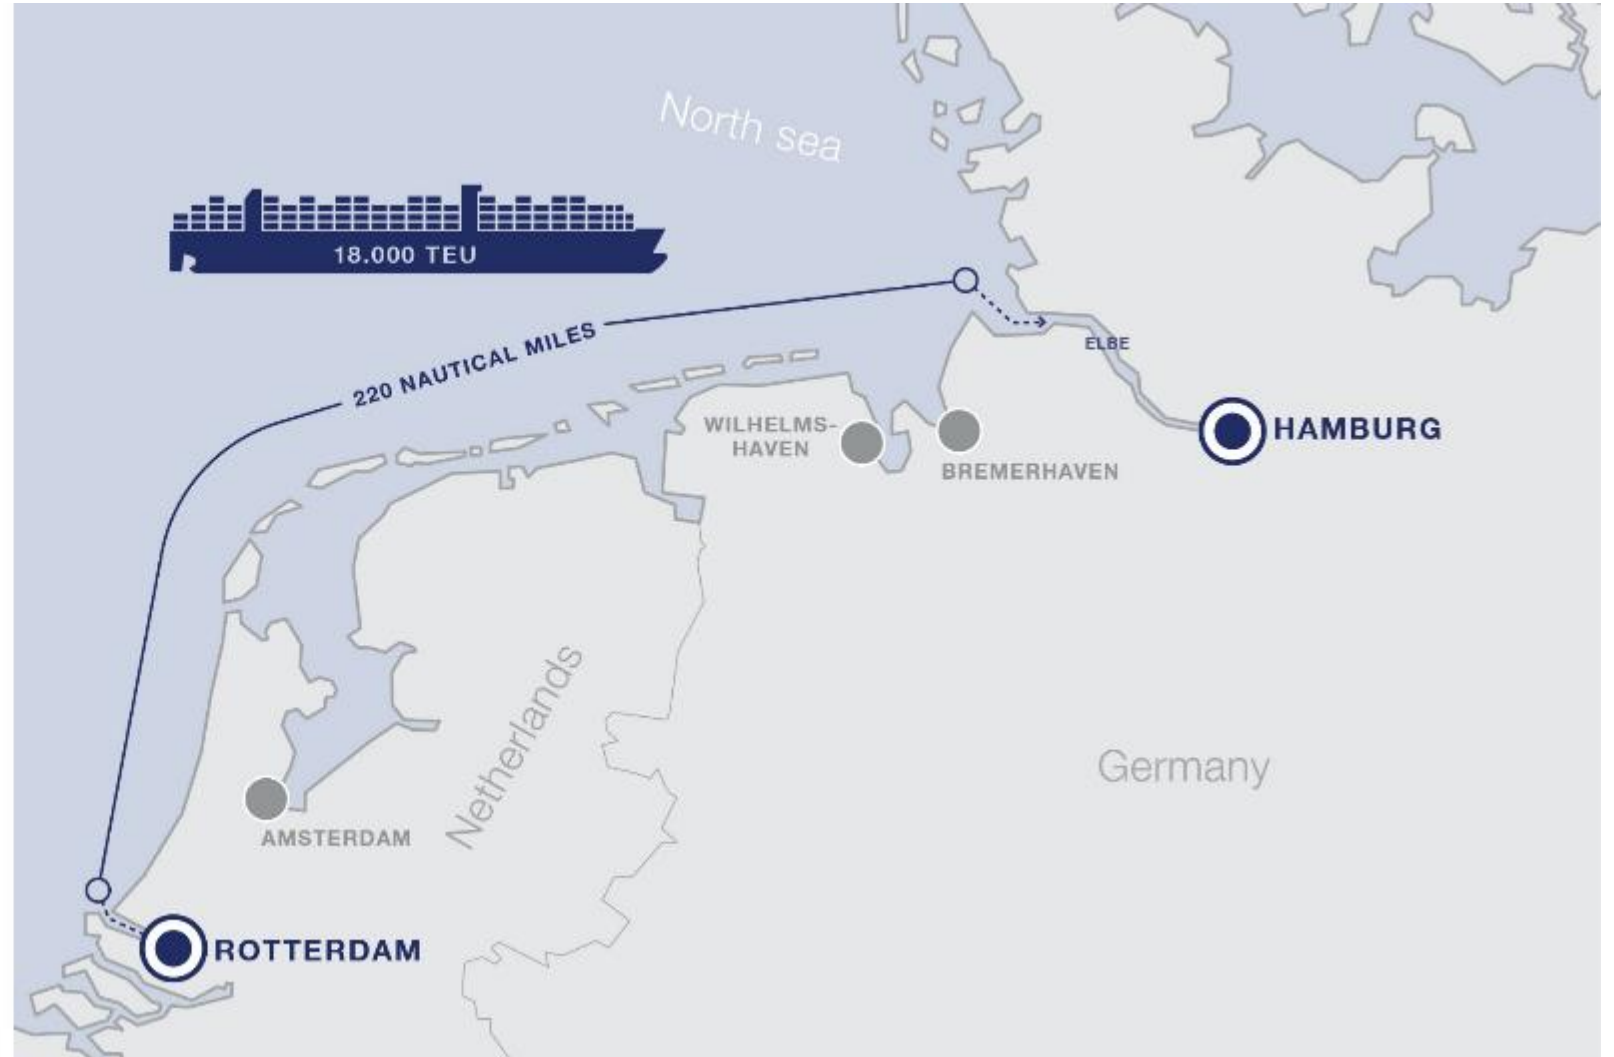 North sea
18.000 TEU
220 NAUTICAL MILES
ELBE
WILHELMS-
HAVEN
HAMBURG
BREMERHAVEN
Netherlands
Germany
AMSTERDAM
ROTTERDAM